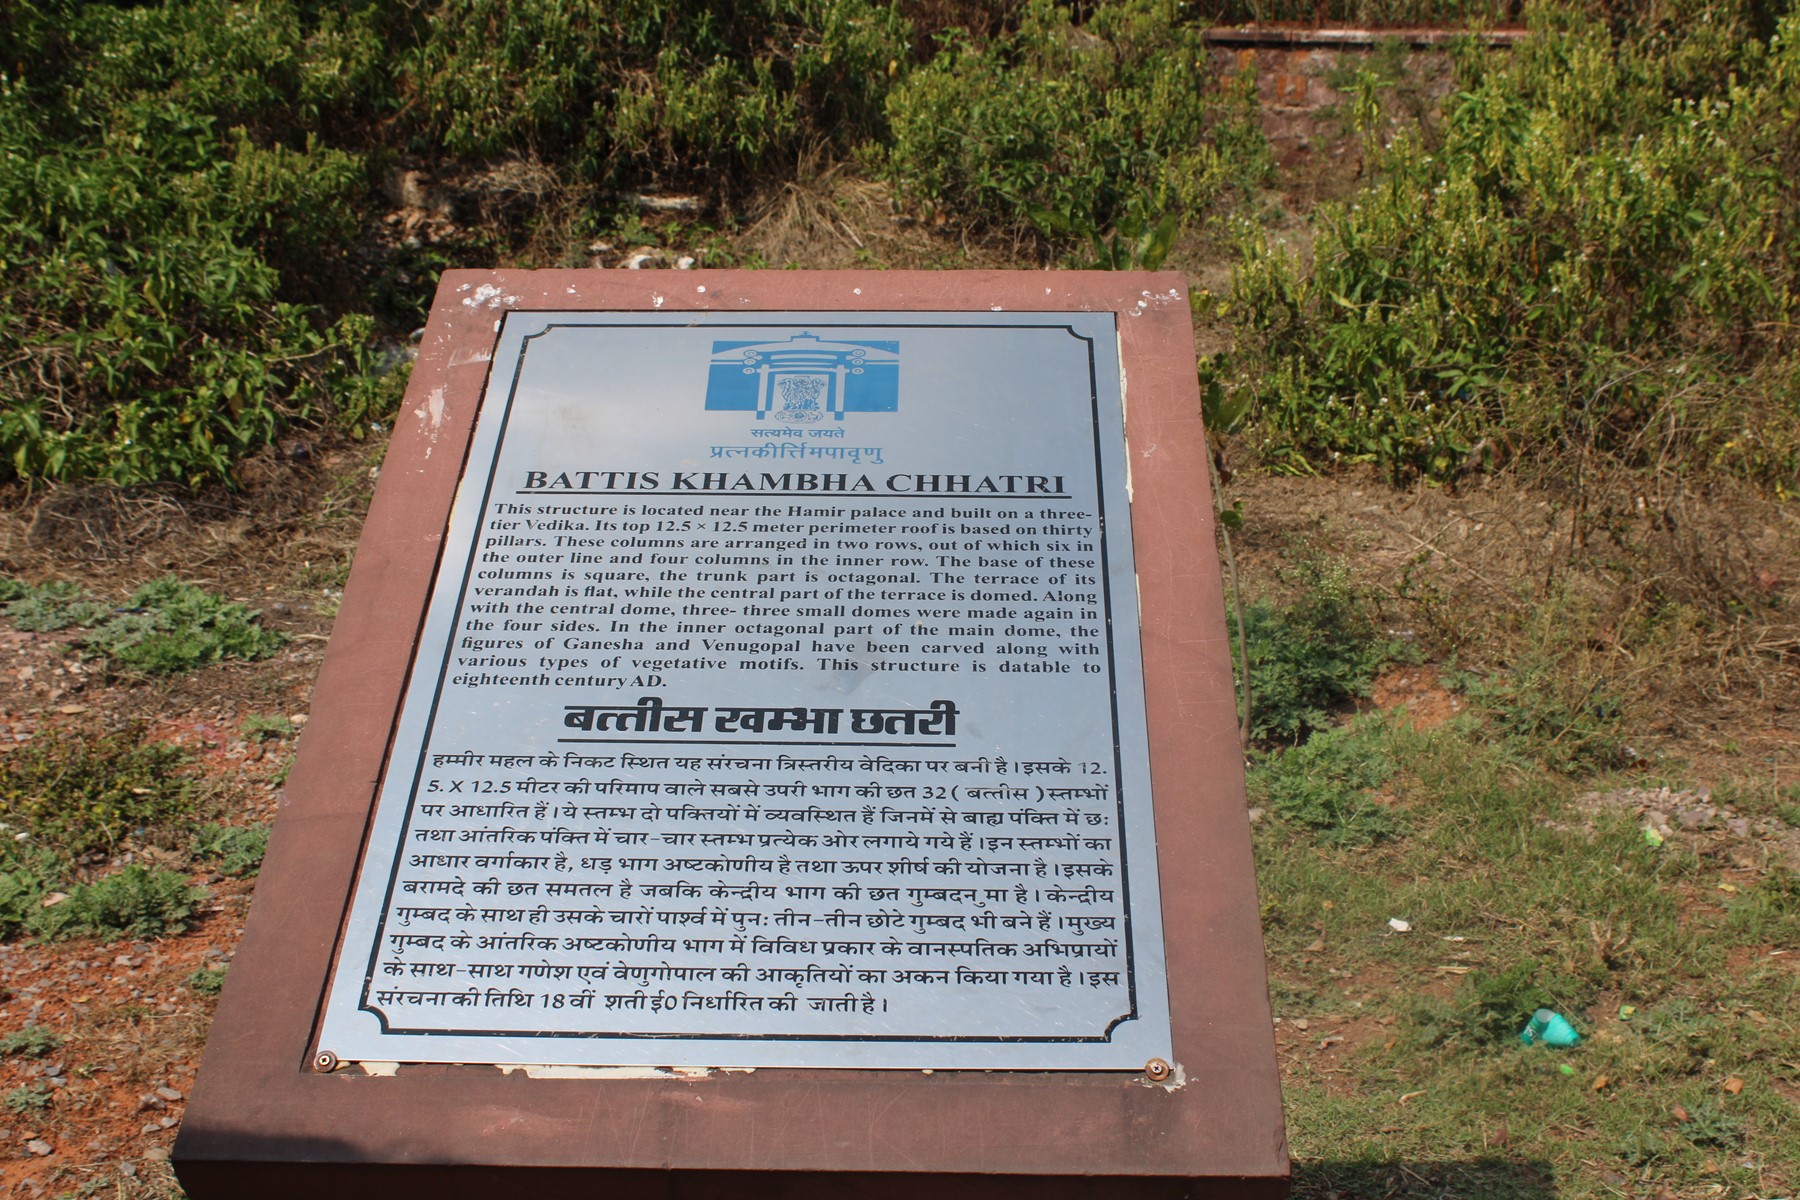 सत्यमेव जयते
प्रत्नकीर्त्तिमपावृणु
BATTIS KHAMBHA CHHATRI
This structure is located near the Hamir palace and built on a three-
tier Vedika. Its top 12.5 × 12.5 meter perimeter roof is based on thirty
pillars. These columns are arranged in two rows, out of which six in
the outer line and four columns in the inner row. The base of these
columns is square, the trunk part is octagonal. The terrace of its
verandah is flat, while the central part of the terrace is domed. Along
with the central dome, three- three small domes were made again in
the four sides. In the inner octagonal part of the main dome, the
figures of Ganesha and Venugopal have been carved along with
various types of vegetative motifs. This structure is datable to
eighteenth century AD.
बत्तीस खम्भा छतरी
हम्मीर महल के निकट स्थित यह संरचना त्रिस्तरीय वेदिका पर बनी है। इसके 12.
5. X 12.5 मीटर की परिमाप वाले सबसे उपरी भाग की छत 32 ( बत्तीस ) स्तम्भों
पर आधारित हैं। ये स्तम्भ दो पक्तियों में व्यवस्थित हैं जिनमें से बाह्य पंक्ति में छः
तथा आंतरिक पंक्ति में चार-चार स्तम्भ प्रत्येक ओर लगाये गये हैं। इन स्तम्भों का
आधार वर्गाकार है, धड़ भाग अष्टकोणीय है तथा ऊपर शीर्ष की योजना है। इसके
बरामदे की छत समतल है जबकि केन्द्रीय भाग की छत गुम्बदनुमा है। केन्द्रीय
गुम्बद के साथ ही उसके चारों पार्श्व में पुनः तीन-तीन छोटे गुम्बद भी बने हैं। मुख्य
गुम्बद के आंतरिक अष्टकोणीय भाग में विविध प्रकार के वानस्पतिक अभिप्रायों
के साथ-साथ गणेश एवं वेणुगोपाल की आकृतियों का अकन किया गया है। इस
संरचना की तिथि 18 वीं शती ई0 निर्धारित की जाती है।